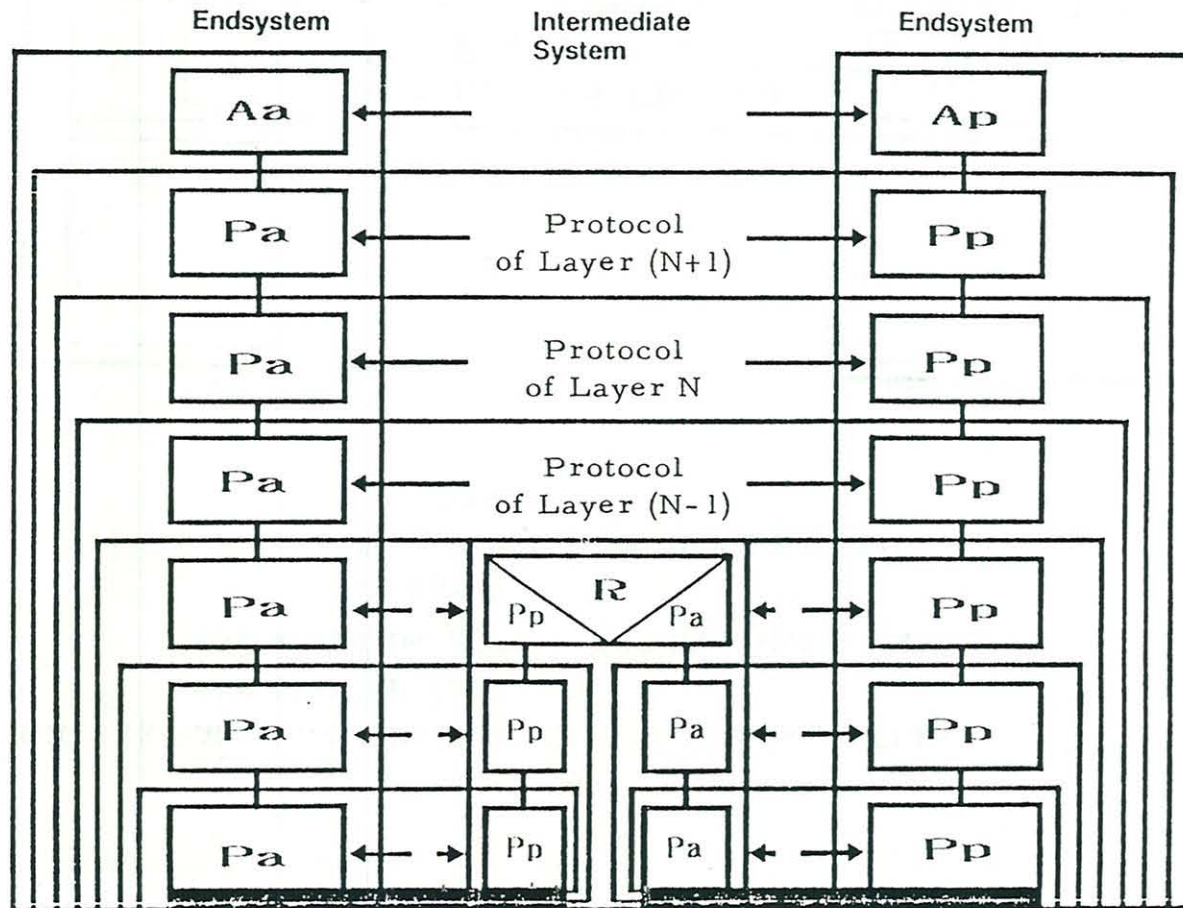 Endsystem
Intermediate
System
Endsystem
Aa
Ap
Pa
Protocol
of Layer (N+1)
Pp
Pa
Protocol
of Layer N
Pp
Pa
Protocol
of Layer (N-1)
Pp
Pa
Pp
R
Pa
Pp
Pa
Pp
Pa
Pp
Pa
Pp
Pa
Pp